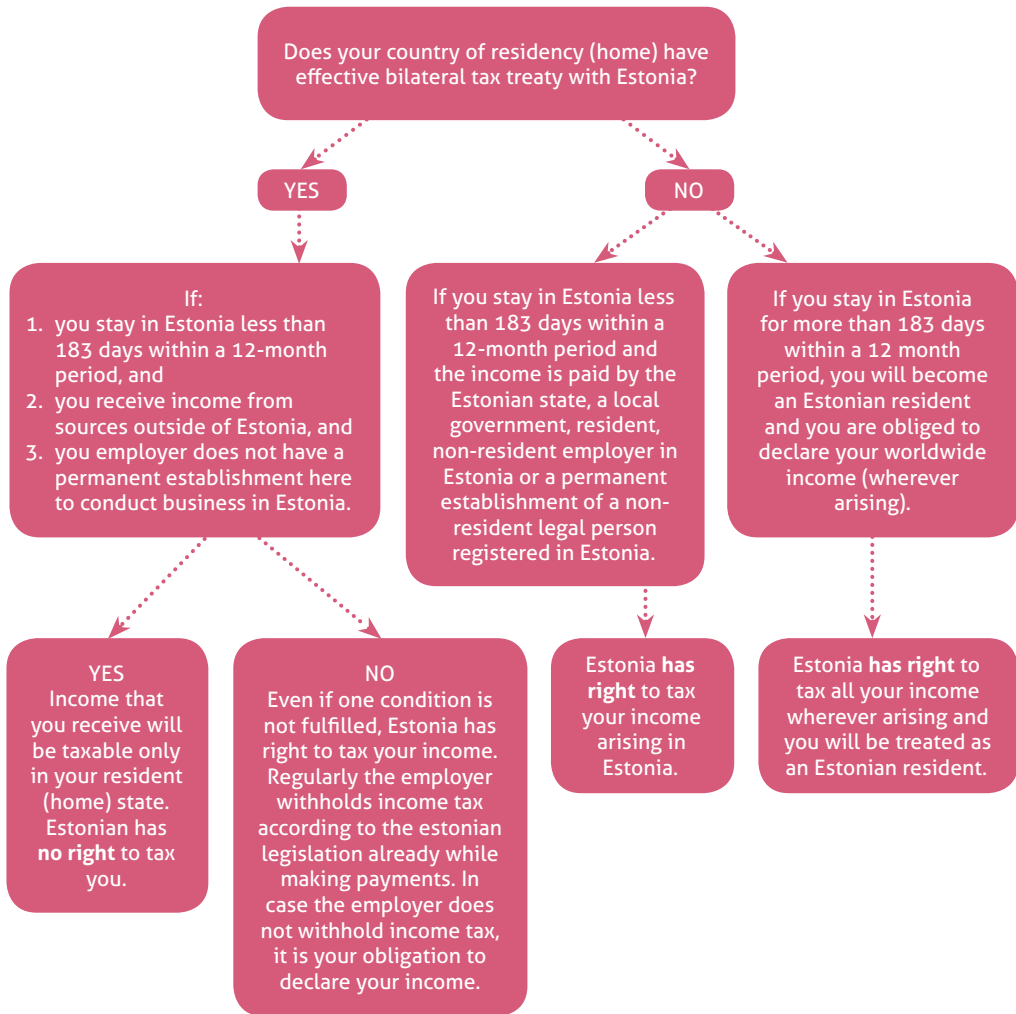 Does your country of residency (home) have
effective bilateral tax treaty with Estonia?
YES
NO
If:
1. you stay in Estonia less than
183 days within a 12-month
period, and
2. you receive income from
sources outside of Estonia, and
3. you employer does not have a
permanent establishment here
to conduct business in Estonia.
If you stay in Estonia less
than 183 days within a
12-month period and
the income is paid by the
Estonian state, a local
government, resident,
non-resident employer in
Estonia or a permanent
establishment of a non-
resident legal person
registered in Estonia.
If you stay in Estonia
for more than 183 days
within a 12 month
period, you will become
an Estonian resident
and you are obliged to
declare your worldwide
income (wherever
arising).
YES
Income that
you receive will
be taxable only
in your resident
(home) state.
Estonian has
no right to tax
you.
NO
Even if one condition is
not fulfilled, Estonia has
right to tax your income.
Regularly the employer
withholds income tax
according to the estonian
legislation already while
making payments. In
case the employer does
not withhold income tax,
it is your obligation to
declare your income.
Estonia has
right to tax
your income
arising in
Estonia.
Estonia has right to
tax all your income
wherever arising and
you will be treated as
an Estonian resident.